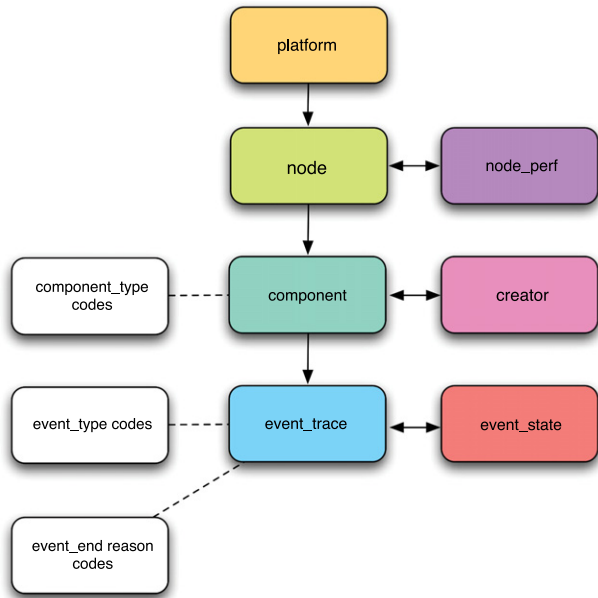 platform
node
node_perf
component_type
codes
component
creator
event_type codes
event_trace
event_state
event_end reason
codes